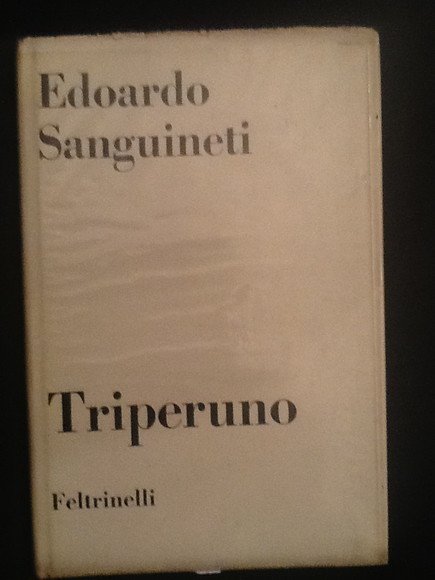 Edoardo
Sanguineti
Triperuno
Feltrinelli